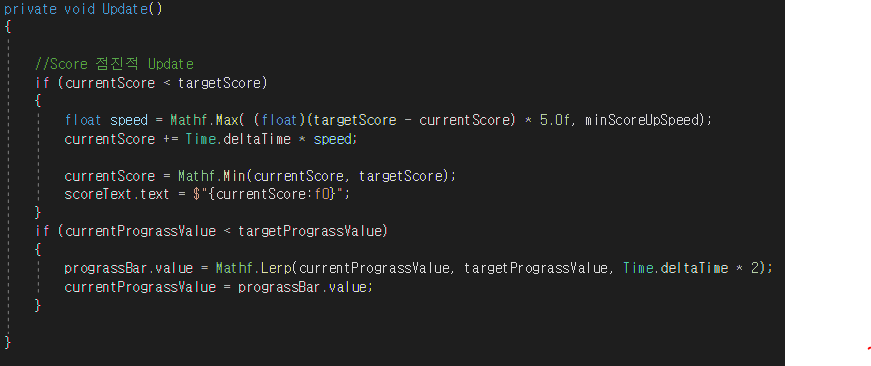 private void Update()
{
//Score 점진적 Update
if (currentScore < targetScore)
{
float speed = Mathf.Max( (float)(targetScore - currentScore) * 5.0f, minScoreUpSpeed);
currentScore += Time.deltaTime * speed;
currentScore = Mathf.Min(currentScore, targetScore);
scoreText.text = $"{currentScore:f0}";
}
if (currentPrograssValue < targetPrograssValue)
{
prograssBar.value = Mathf.Lerp(currentPrograssValue, targetPrograssValue, Time.deltaTime * 2);
currentPrograssValue = prograssBar.value;
}
}